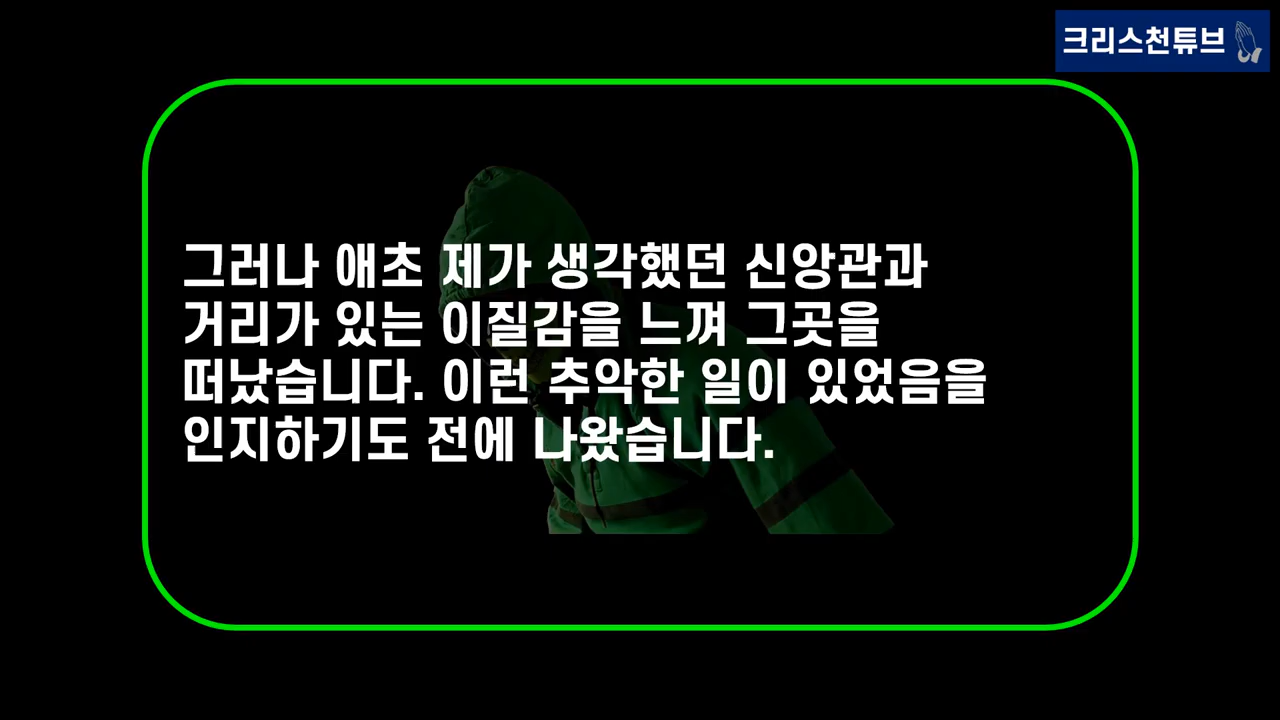 크리스천튜브
그러나 애초 제가 생각했던 신앙관과
거리가 있는 이질감을 느껴 그곳을
떠났습니다. 이런 추악한 일이 있었음을
인지하기도 전에 나왔습니다.